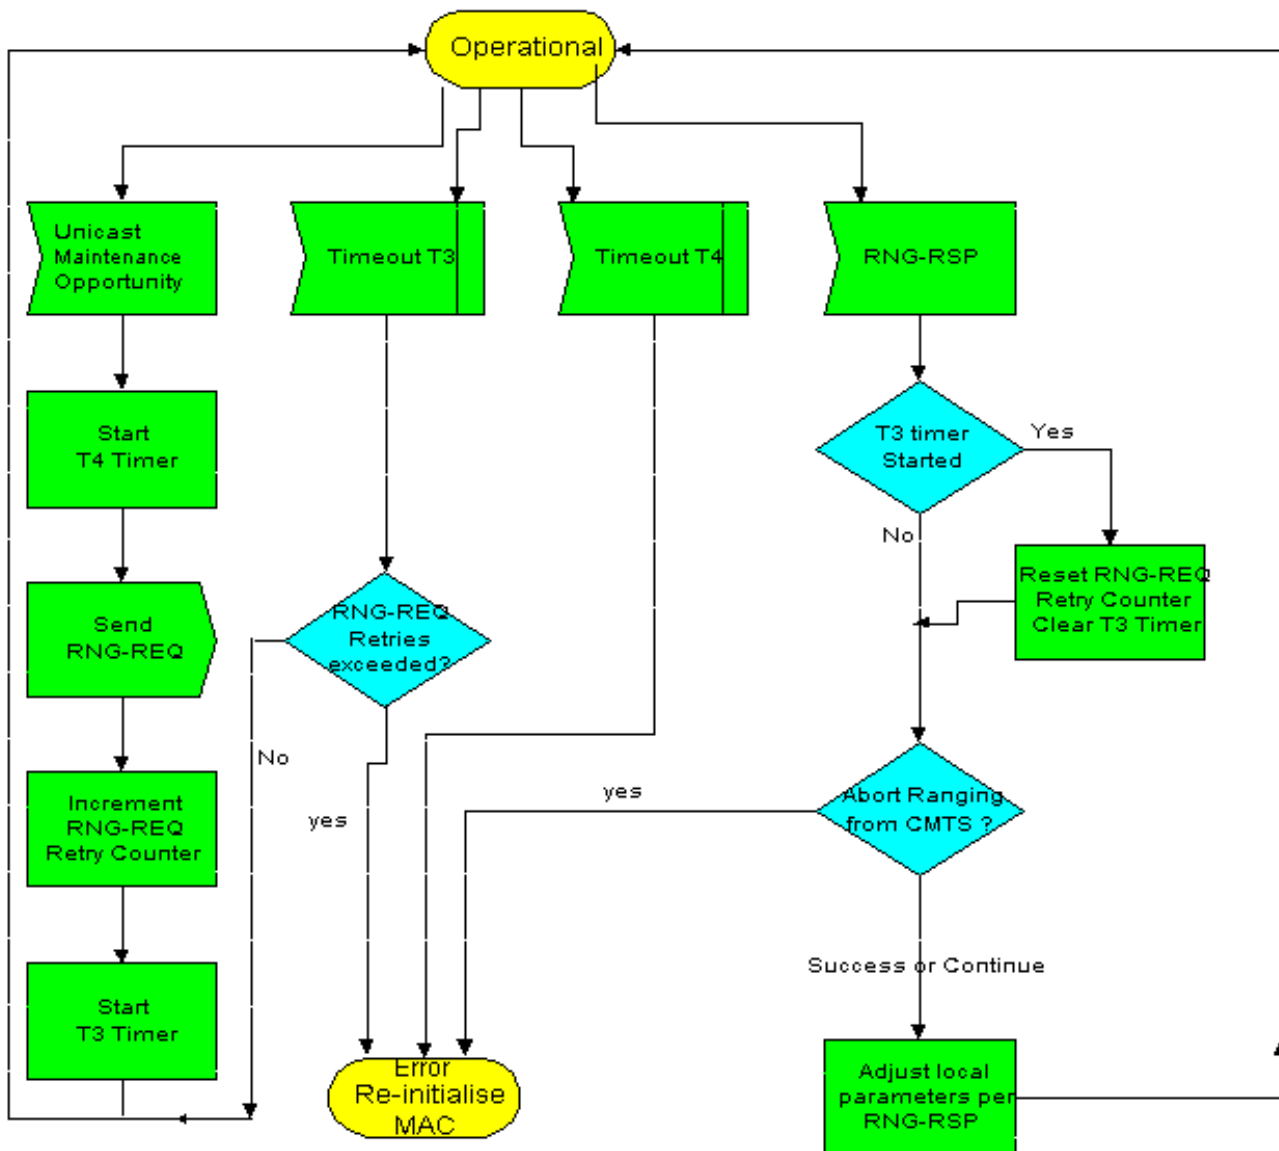 Operational
Unicast
Maintenance
Opportunity
Timeout T3
Timeout T4
RNG-RSP
Start
T4 Timer
T3 timer
Started
Yes
No
Send
RNG-REQ
RNG-REQ
Retries
exceeded?
Reset RNG-REQ
Retry Counter
Clear T3 Timer
No
yes
yes
Increment
RNG-REQ
Retry Counter
Abort Ranging
from CMTS ?
Success or Continue
Start
T3 Timer
Error
Re-initialise
MAC
Adjust local
parameters per
RNG-RSP